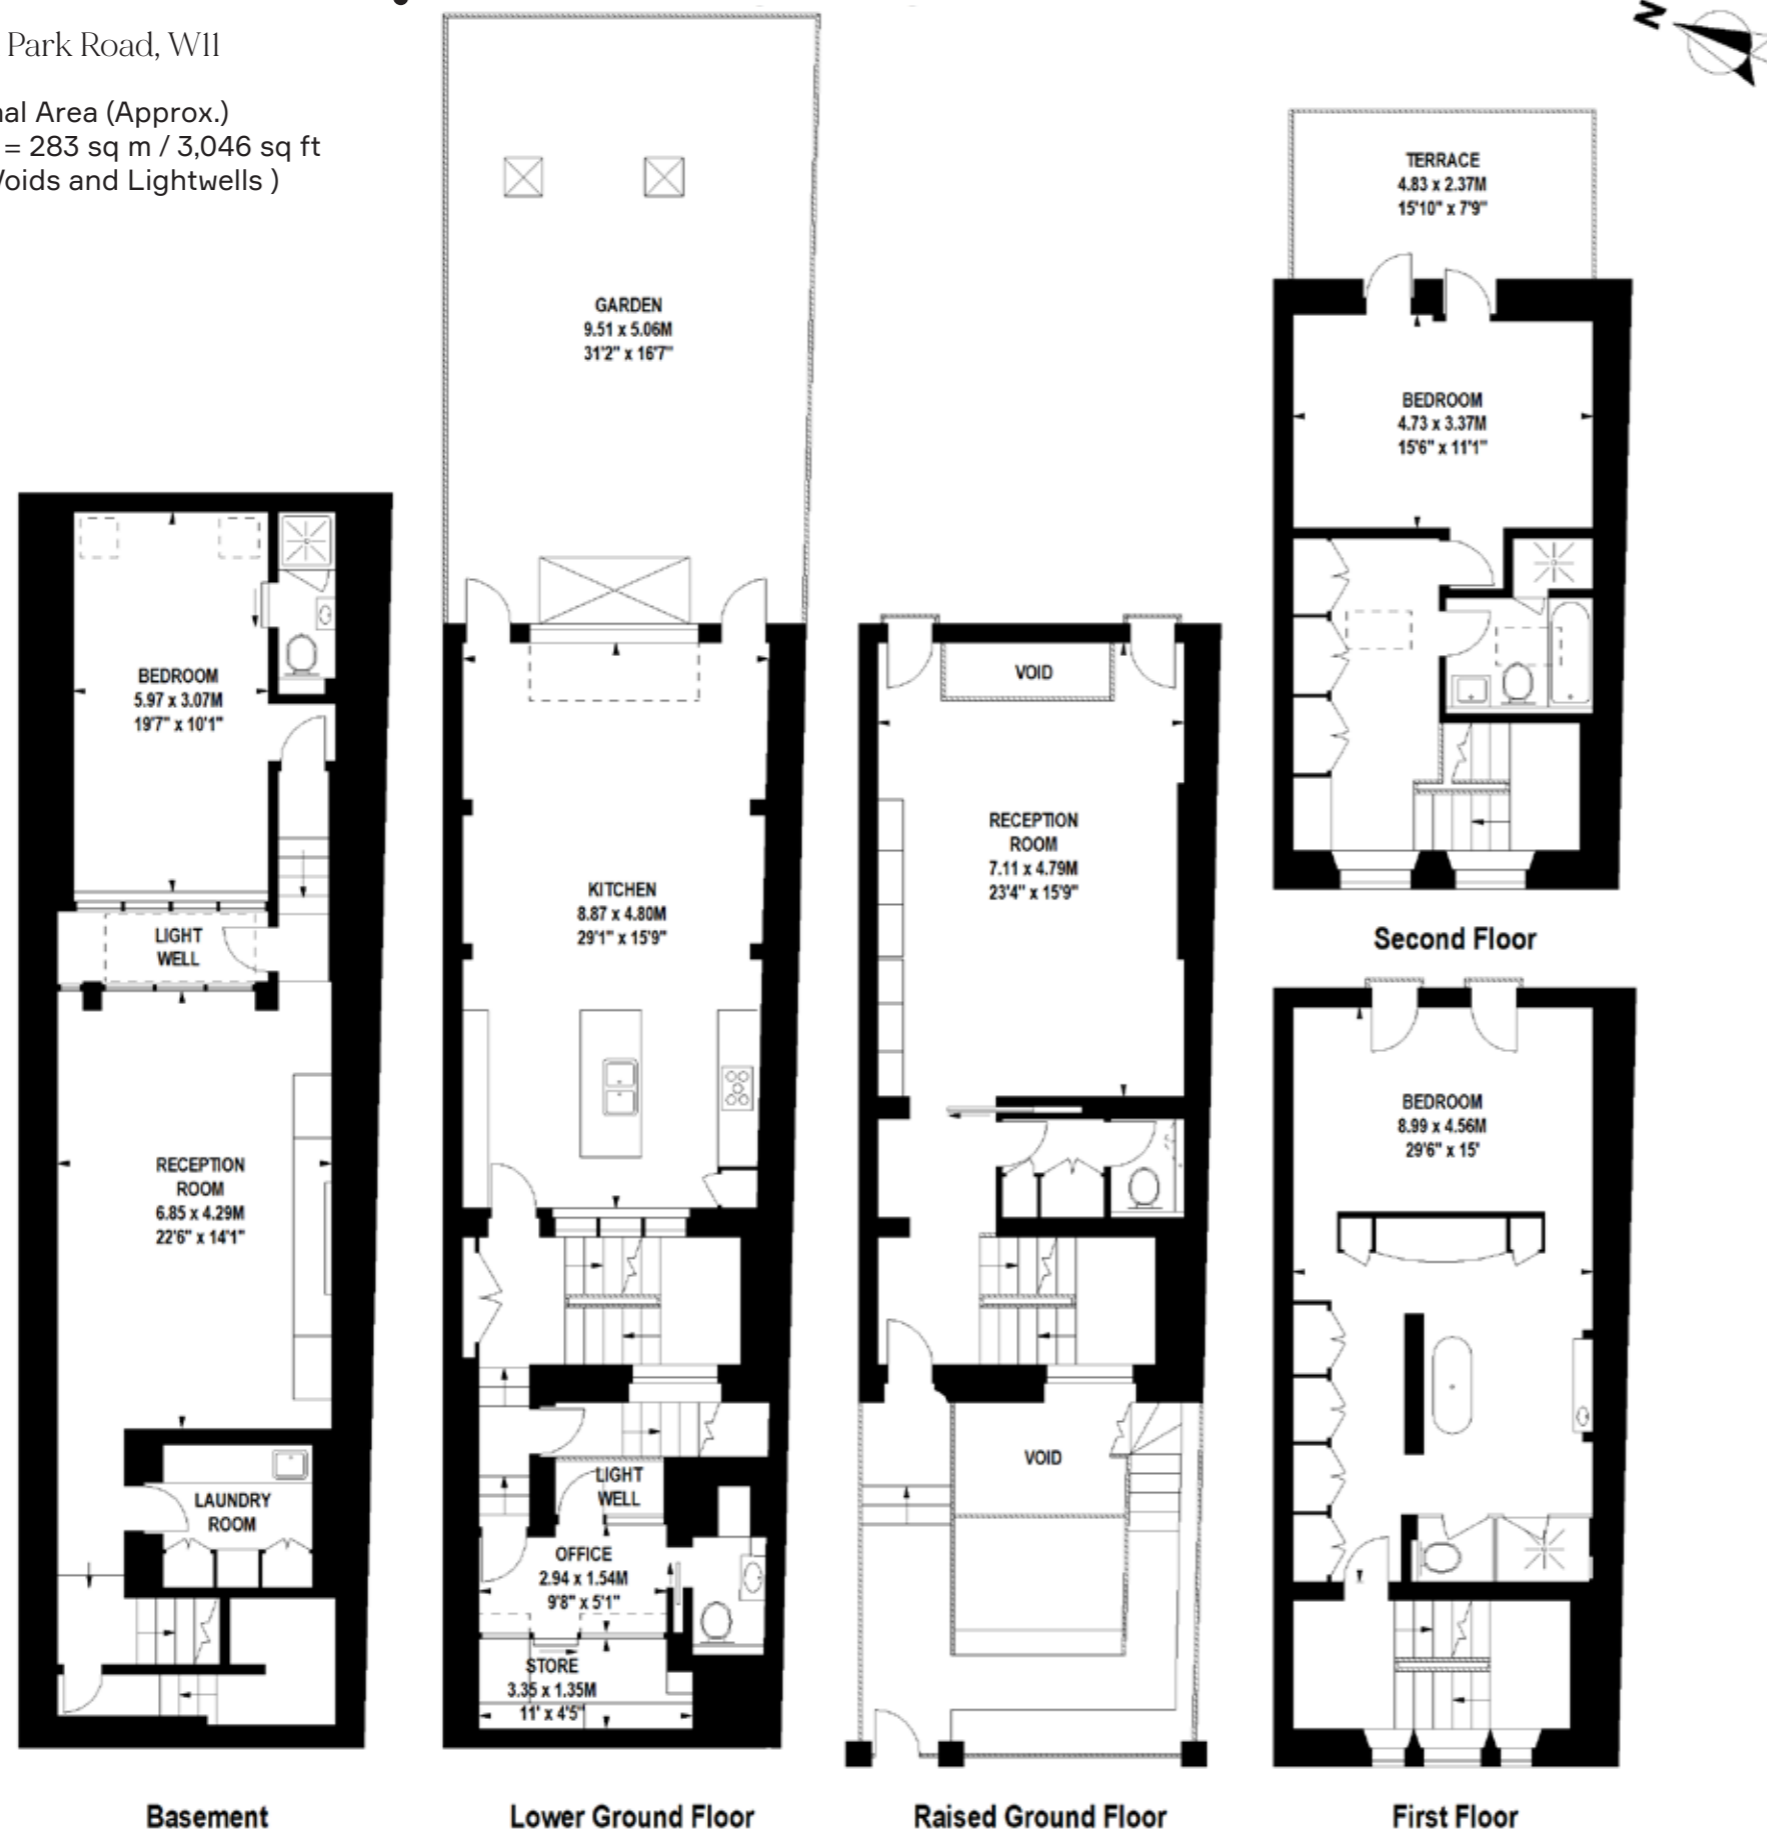 Park Road, W11
nal Area (Approx.)
= 283 sq m / 3,046 sq ft
Voids and Lightwells )
N
TERRACE
4.83 x 2.37M
15'10" x 7'9"
BEDROOM
4.73 x 3.37M
15'6" x 11'1"
Second Floor
GARDEN
9.51 x 5.06M
31'2" x 16'7"
KITCHEN
8.87 x 4.80M
29'1" x 15'9"
LIGHT
WELL
OFFICE
2.94 x 1.54M
9'8" x 5'1"
STORE
3.35 x 1.35M
11' x 4'5"
Lower Ground Floor
BEDROOM
5.97 x 3.07M
19'7" x 10'1"
LIGHT
WELL
RECEPTION
ROOM
6.85 x 4.29M
22'6" x 14'1"
LAUNDRY
ROOM
Basement
VOID
RECEPTION
ROOM
7.11 x 4.79M
23'4" x 15'9"
VOID
Raised Ground Floor
BEDROOM
8.99 x 4.56M
29'6" x 15'
First Floor